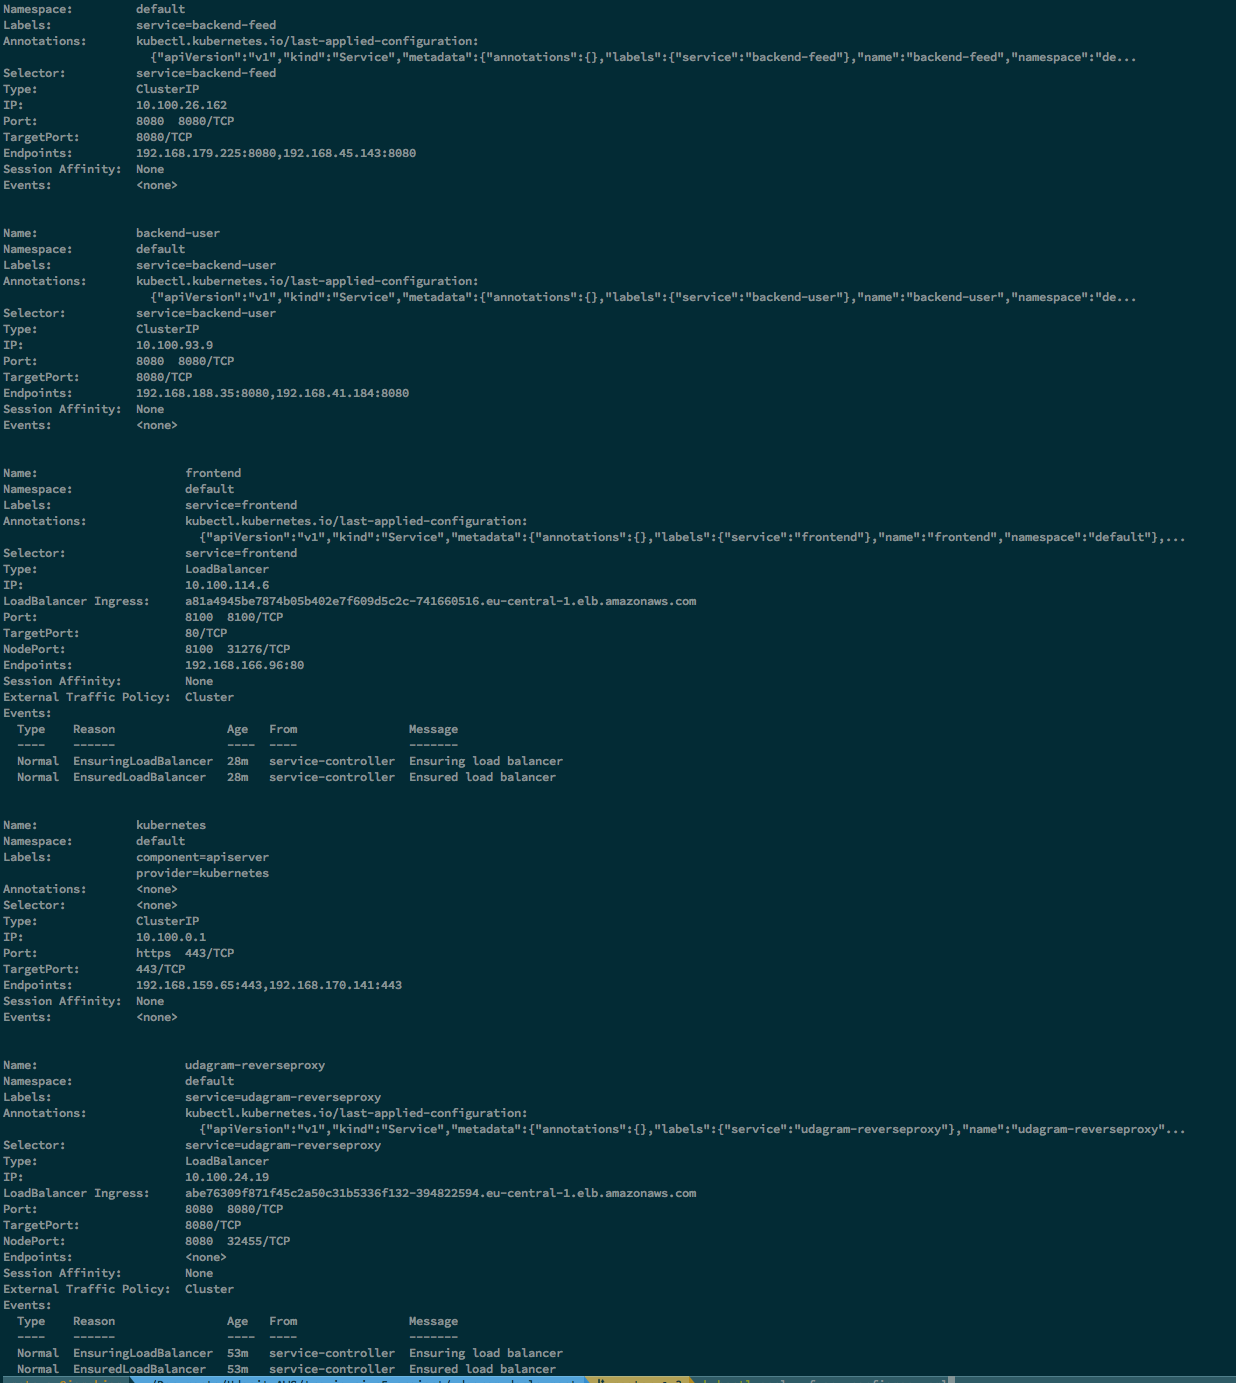 Namespace:         default
Labels:            service=backend-feed
Annotations:       kubectl.kubernetes.io/last-applied-configuration:
                     {"apiVersion":"v1","kind":"Service","metadata":{"annotations":{},"labels":{"service":"backend-feed"},"name":"backend-feed","namespace":"de...
Selector:          service=backend-feed
Type:              ClusterIP
IP:                10.100.26.162
Port:              8080  8080/TCP
TargetPort:        8080/TCP
Endpoints:         192.168.179.225:8080,192.168.45.143:8080
Session Affinity:  None
Events:            <none>
Name:              backend-user
Namespace:         default
Labels:            service=backend-user
Annotations:       kubectl.kubernetes.io/last-applied-configuration:
                     {"apiVersion":"v1","kind":"Service","metadata":{"annotations":{},"labels":{"service":"backend-user"},"name":"backend-user","namespace":"de...
Selector:          service=backend-user
Type:              ClusterIP
IP:                10.100.93.9
Port:              8080  8080/TCP
TargetPort:        8080/TCP
Endpoints:         192.168.188.35:8080,192.168.41.184:8080
Session Affinity:  None
Events:            <none>
Name:                     frontend
Namespace:                default
Labels:                   service=frontend
Annotations:              kubectl.kubernetes.io/last-applied-configuration:
                            {"apiVersion":"v1","kind":"Service","metadata":{"annotations":{},"labels":{"service":"frontend"},"name":"frontend","namespace":"default"},...
Selector:                 service=frontend
Type:                     LoadBalancer
IP:                       10.100.114.6
LoadBalancer Ingress:     a81a4945be7874b05b402e7f609d5c2c-741660516.eu-central-1.elb.amazonaws.com
Port:                     8100  8100/TCP
TargetPort:               80/TCP
NodePort:                 8100  31276/TCP
Endpoints:                192.168.166.96:80
Session Affinity:         None
External Traffic Policy:  Cluster
Events:
  Type    Reason                Age   From                Message
  ----    ------                ----  ----                -------
  Normal  EnsuringLoadBalancer  28m   service-controller  Ensuring load balancer
  Normal  EnsuredLoadBalancer   28m   service-controller  Ensured load balancer
Name:              kubernetes
Namespace:         default
Labels:            component=apiserver
                   provider=kubernetes
Annotations:       <none>
Selector:          <none>
Type:              ClusterIP
IP:                10.100.0.1
Port:              https  443/TCP
TargetPort:        443/TCP
Endpoints:         192.168.159.65:443,192.168.170.141:443
Session Affinity:  None
Events:            <none>
Name:                     udagram-reverseproxy
Namespace:                default
Labels:                   service=udagram-reverseproxy
Annotations:              kubectl.kubernetes.io/last-applied-configuration:
                            {"apiVersion":"v1","kind":"Service","metadata":{"annotations":{},"labels":{"service":"udagram-reverseproxy"},"name":"udagram-reverseproxy"...
Selector:                 service=udagram-reverseproxy
Type:                     LoadBalancer
IP:                       10.100.24.19
LoadBalancer Ingress:     abe76309f871f45c2a50c31b5336f132-394822594.eu-central-1.elb.amazonaws.com
Port:                     8080  8080/TCP
TargetPort:               8080/TCP
NodePort:                 8080  32455/TCP
Endpoints:                <none>
Session Affinity:         None
External Traffic Policy:  Cluster
Events:
  Type    Reason                Age   From                Message
  ----    ------                ----  ----                -------
  Normal  EnsuringLoadBalancer  53m   service-controller  Ensuring load balancer
  Normal  EnsuredLoadBalancer   53m   service-controller  Ensured load balancer